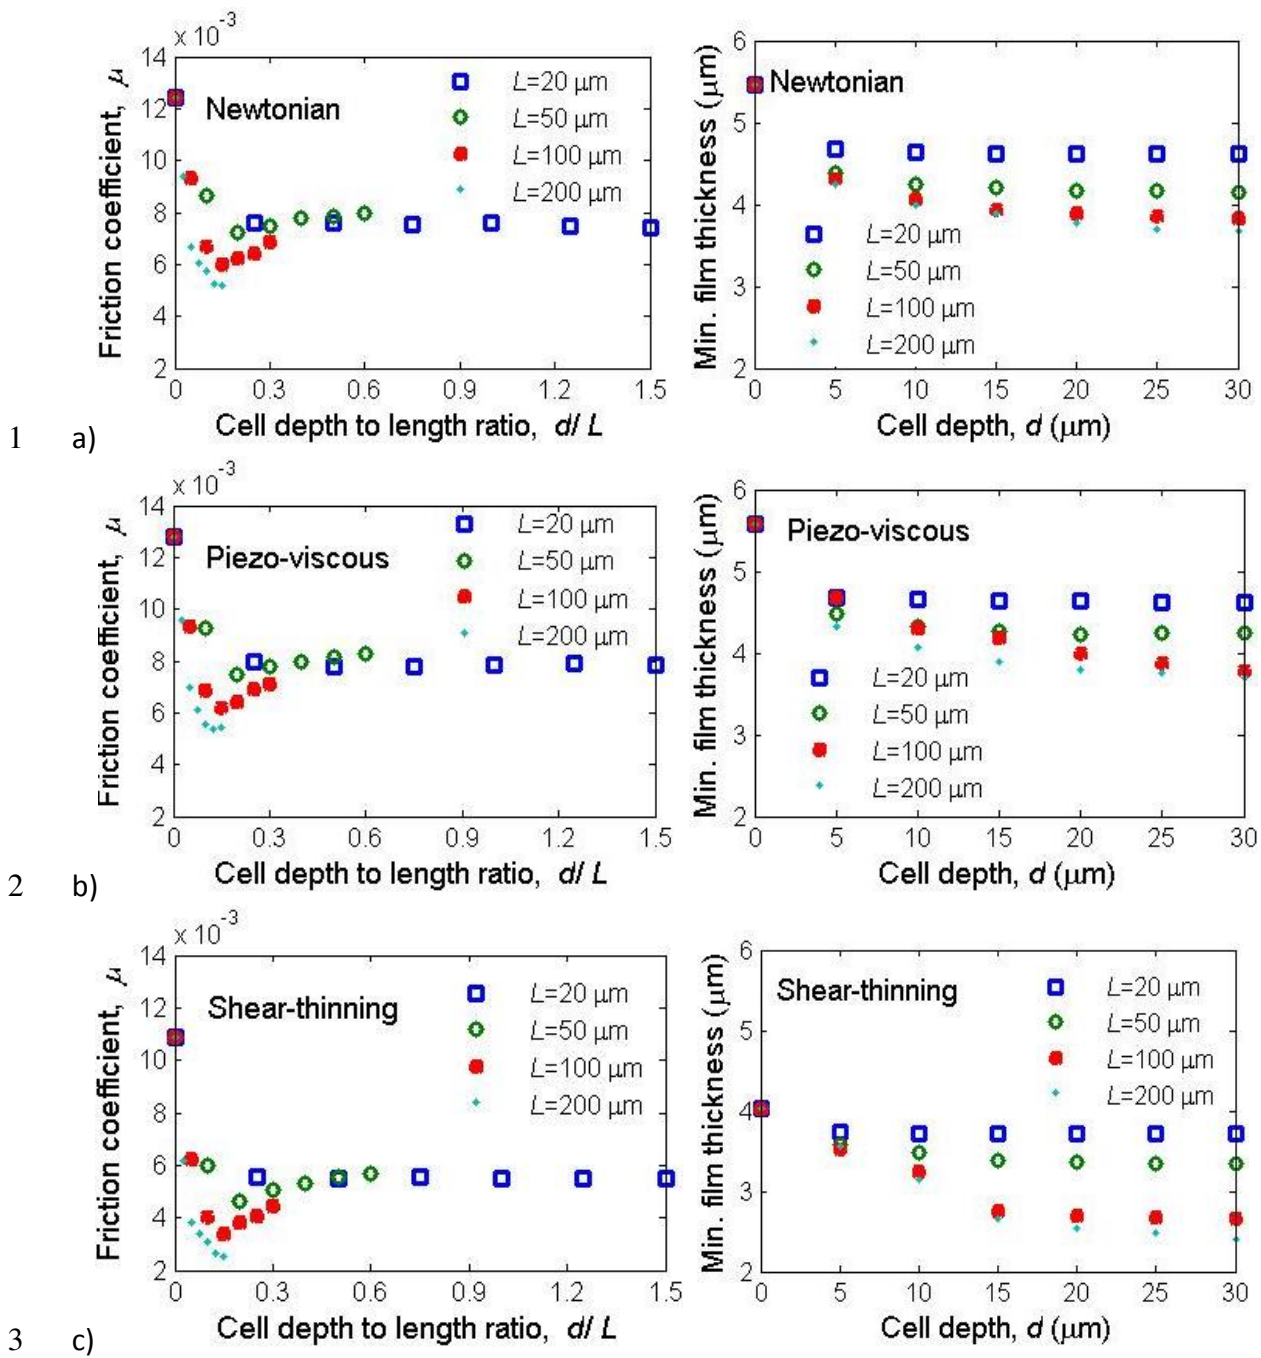 × 10⁻³
14
12
10
8
6
4
2
0 0.3 0.6 0.9 1.2 1.5
Friction coefficient, μ
Newtonian
L=20 μm
L=50 μm
L=100 μm
L=200 μm
Cell depth to length ratio, d/ L
6
5
4
3
2
0 5 10 15 20 25 30
Min. film thickness (μm)
Newtonian
L=20 μm
L=50 μm
L=100 μm
L=200 μm
Cell depth, d (μm)
1 a)
× 10⁻³
14
12
10
8
6
4
2
0 0.3 0.6 0.9 1.2 1.5
Friction coefficient, μ
Piezo-viscous
L=20 μm
L=50 μm
L=100 μm
L=200 μm
Cell depth to length ratio, d/ L
6
5
4
3
2
0 5 10 15 20 25 30
Min. film thickness (μm)
Piezo-viscous
L=20 μm
L=50 μm
L=100 μm
L=200 μm
Cell depth, d (μm)
2 b)
× 10⁻³
14
12
10
8
6
4
2
0 0.3 0.6 0.9 1.2 1.5
Friction coefficient, μ
Shear-thinning
L=20 μm
L=50 μm
L=100 μm
L=200 μm
Cell depth to length ratio, d/ L
6
5
4
3
2
0 5 10 15 20 25 30
Min. film thickness (μm)
Shear-thinning
L=20 μm
L=50 μm
L=100 μm
L=200 μm
Cell depth, d (μm)
3 c)